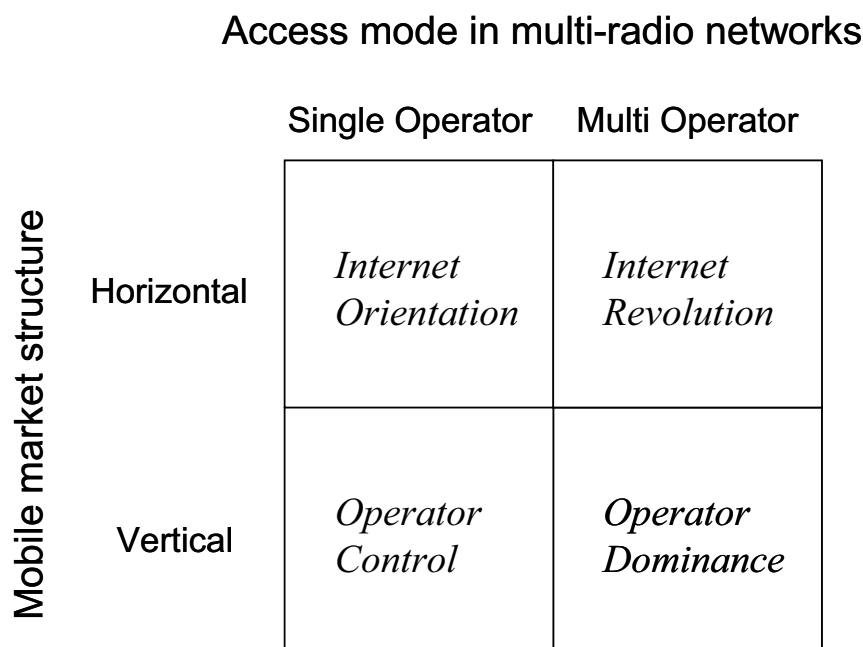 Access mode in multi-radio networks
Single Operator
Multi Operator
Mobile market structure
Horizontal
Internet
Orientation
Internet
Revolution
Vertical
Operator
Control
Operator
Dominance